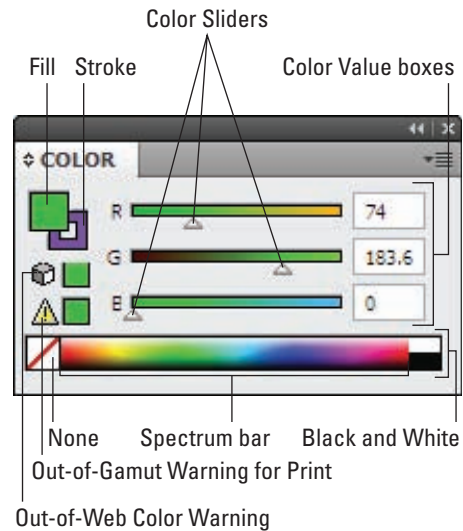 Color Sliders
Fill Stroke Color Value boxes
COLOR
R 74
G 183.6
B 0
None Spectrum bar Black and White
Out-of-Gamut Warning for Print
Out-of-Web Color Warning